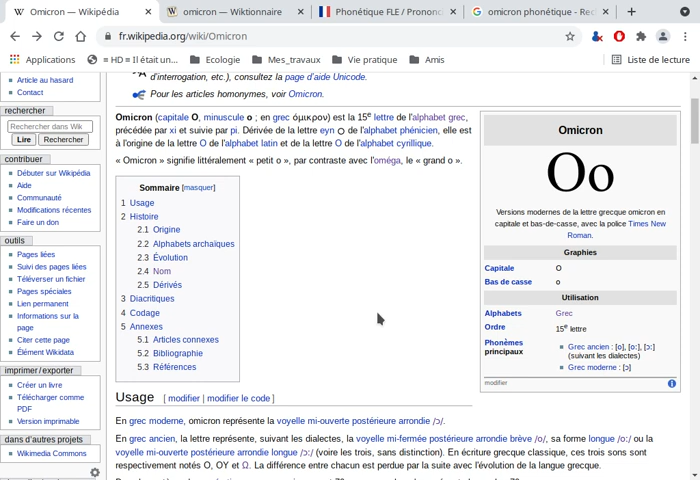 Omicron — Wikipédia
omicron — Wiktionnaire
Phonétique FLE / Prononc
omicron phonétique - Rec
fr.wikipedia.org/wiki/Omicron
Applications
= HD = Il était un...
Ecologie
Mes_travaux
Vie pratique
Amis
Liste de lecture
Article au hasard
Contact
rechercher
Rechercher dans Wik
Lire Rechercher
contribuer
Débuter sur Wikipédia
Aide
Communauté
Modifications récentes
Faire un don
outils
Pages liées
Suivi des pages liées
Téléverser un fichier
Pages spéciales
Lien permanent
Informations sur la
page
Citer cette page
Élément Wikidata
imprimer / exporter
Créer un livre
Télécharger comme
PDF
Version imprimable
dans d'autres projets
Wikimedia Commons
d'interrogation, etc.), consultez la page d'aide Unicode.
Pour les articles homonymes, voir Omicron.
Omicron (capitale O, minuscule o ; en grec όμικρον) est la 15e lettre de l'alphabet grec,
précédée par xi et suivie par pi. Dérivée de la lettre eyn O de l'alphabet phénicien, elle est
à l'origine de la lettre O de l'alphabet latin et de la lettre O de l'alphabet cyrillique.
« Omicron » signifie littéralement « petit o », par contraste avec l'oméga, le « grand o ».
Sommaire [masquer]
1 Usage
2 Histoire
2.1 Origine
2.2 Alphabets archaïques
2.3 Évolution
2.4 Nom
2.5 Dérivés
3 Diacritiques
4 Codage
5 Annexes
5.1 Articles connexes
5.2 Bibliographie
5.3 Références
Omicron
Oo
Versions modernes de la lettre grecque omicron en
capitale et bas-de-casse, avec la police Times New
Roman.
Graphies
Capitale O
Bas de casse o
Utilisation
Alphabets Grec
Ordre 15e lettre
Phonèmes
principaux
Grec ancien : [o], [oː], [ɔː]
(suivant les dialectes)
Grec moderne : [ɔ]
modifier
Usage [ modifier | modifier le code ]
En grec moderne, omicron représente la voyelle mi-ouverte postérieure arrondie /ɔ/.
En grec ancien, la lettre représente, suivant les dialectes, la voyelle mi-fermée postérieure arrondie brève /o/, sa forme longue /oː/ ou la
voyelle mi-ouverte postérieure arrondie longue /ɔː/ (voire les trois, sans distinction). En écriture grecque classique, ces trois sons sont
respectivement notés Ο, ΟΥ et Ω. La différence entre chacun est perdue par la suite avec l'évolution de la langue grecque.